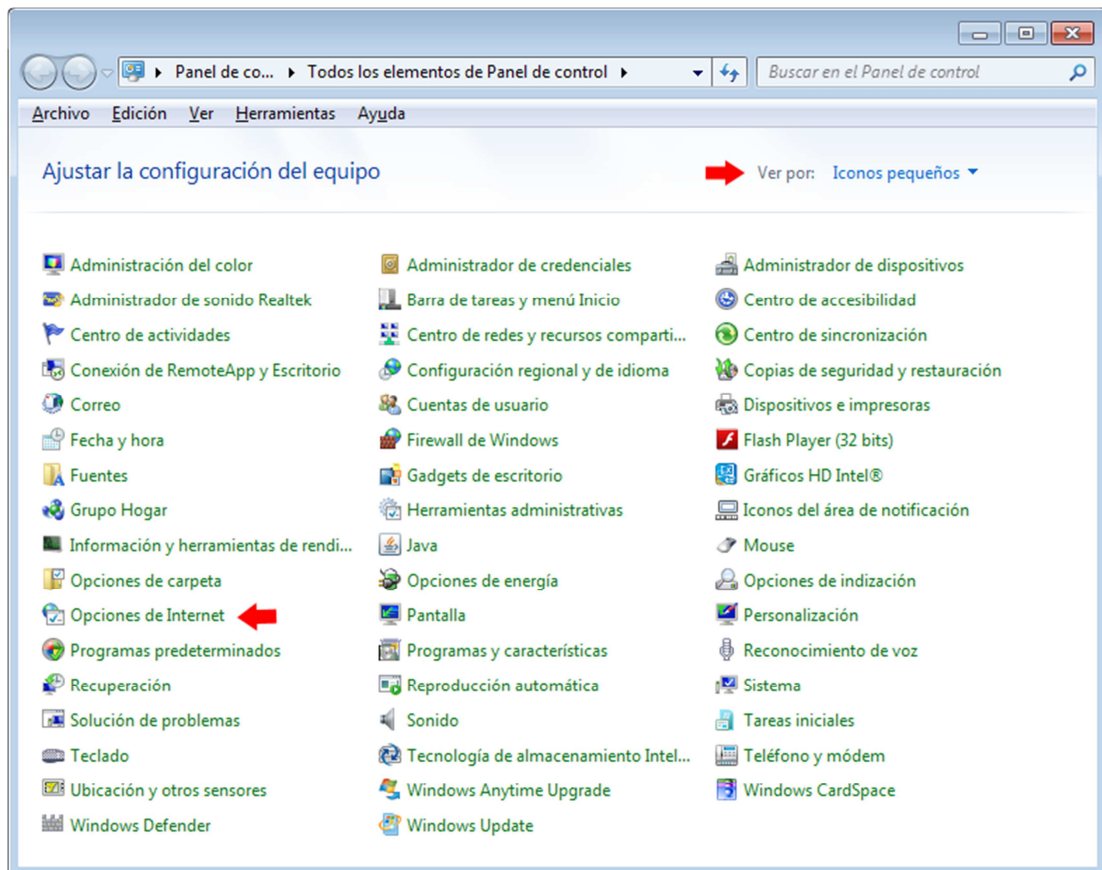 Panel de co... Todos los elementos de Panel de control Buscar en el Panel de control
Archivo Edición Ver Herramientas Ayuda
Ajustar la configuración del equipo Ver por: Iconos pequeños
Administración del color Administrador de credenciales Administrador de dispositivos
Administrador de sonido Realtek Barra de tareas y menú Inicio Centro de accesibilidad
Centro de actividades Centro de redes y recursos comparti... Centro de sincronización
Conexión de RemoteApp y Escritorio Configuración regional y de idioma Copias de seguridad y restauración
Correo Cuentas de usuario Dispositivos e impresoras
Fecha y hora Firewall de Windows Flash Player (32 bits)
Fuentes Gadgets de escritorio Gráficos HD Intel®
Grupo Hogar Herramientas administrativas Iconos del área de notificación
Información y herramientas de rendi... Java Mouse
Opciones de carpeta Opciones de energía Opciones de indización
Opciones de Internet Pantalla Personalización
Programas predeterminados Programas y características Reconocimiento de voz
Recuperación Reproducción automática Sistema
Solución de problemas Sonido Tareas iniciales
Teclado Tecnología de almacenamiento Intel... Teléfono y módem
Ubicación y otros sensores Windows Anytime Upgrade Windows CardSpace
Windows Defender Windows Update